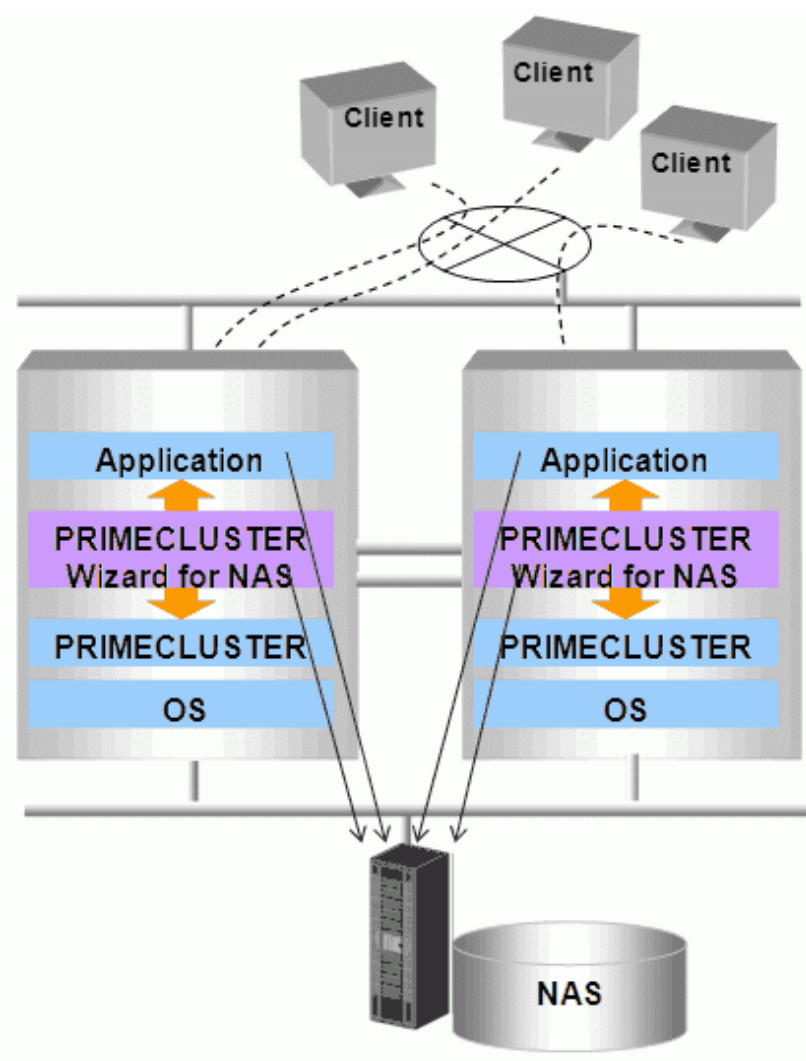 Client
Client
Client
Application
PRIMECLUSTER
Wizard for NAS
PRIMECLUSTER
OS
Application
PRIMECLUSTER
Wizard for NAS
PRIMECLUSTER
OS
NAS